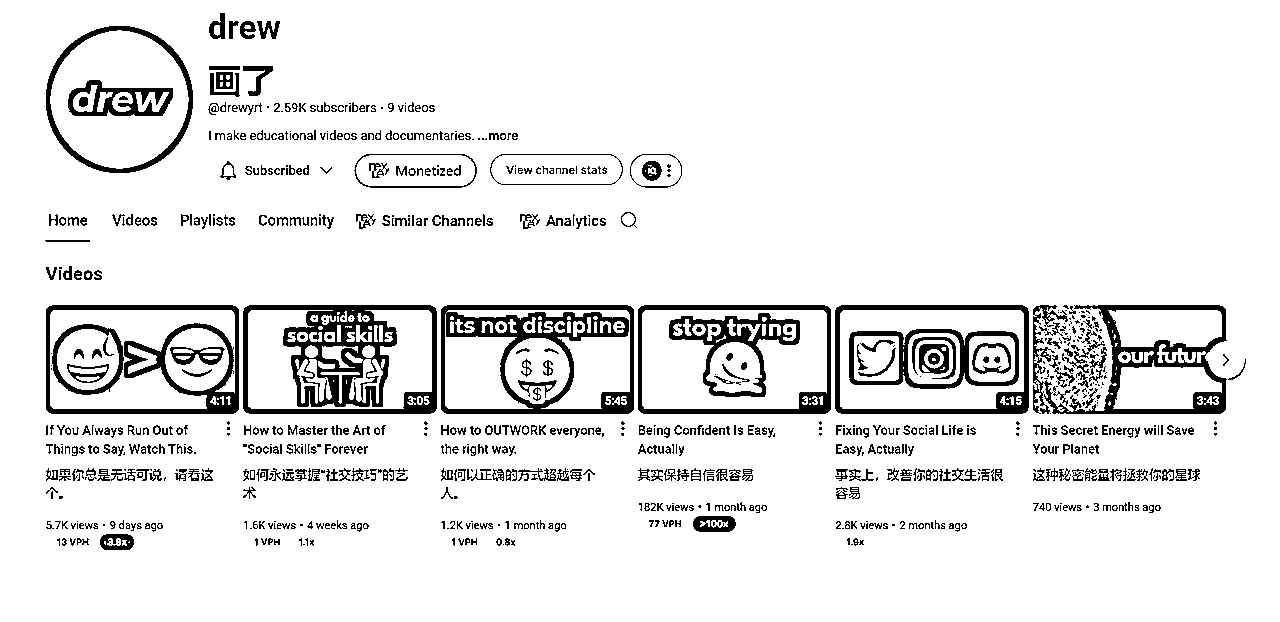 drew
drew
画了
@drewyrt · 2.59K subscribers · 9 videos
I make educational videos and documentaries. ...more
Subscribed
Monetized
View channel stats
Home
Videos
Playlists
Community
Similar Channels
Analytics
Videos
4:11
a guide to
social skills
3:05
its not discipline
$ $
$
5:45
stop trying
3:31
4:15
our futur
3:43
If You Always Run Out of
Things to Say, Watch This.
如果你总是无话可说，请看这
个。
5.7K views · 9 days ago
13 VPH 3.8x
How to Master the Art of
"Social Skills" Forever
如何永远掌握“社交技巧”的艺
术
1.6K views · 4 weeks ago
1 VPH 1.1x
How to OUTWORK everyone,
the right way.
如何以正确的方式超越每个
人。
1.2K views · 1 month ago
1 VPH 0.8x
Being Confident Is Easy,
Actually
其实保持自信很容易
182K views · 1 month ago
77 VPH >100x
Fixing Your Social Life is
Easy, Actually
事实上，改善你的社交生活很
容易
2.8K views · 2 months ago
1.9x
This Secret Energy will Save
Your Planet
这种秘密能量将拯救你的星球
740 views · 3 months ago